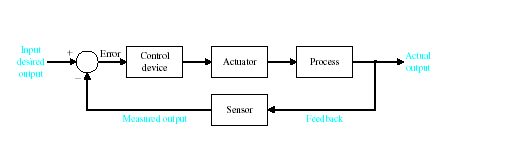 Input
desired
output
+
−
Error
Control
device
Actuator
Process
Actual
output
Sensor
Measured output
Feedback